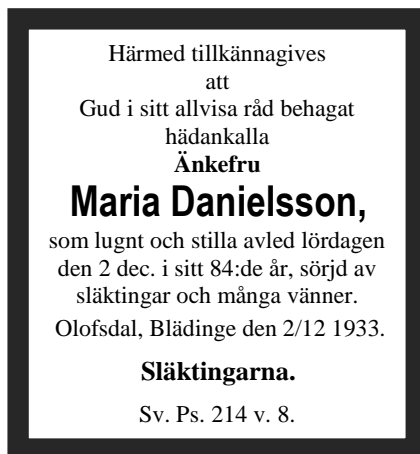 Härmed tillkännagives
att
Gud i sitt allvisa råd behagat
hädankalla
Änkefru
Maria Danielsson,
som lugnt och stilla avled lördagen
den 2 dec. i sitt 84:de år, sörjd av
släktingar och många vänner.
Olofsdal, Blädinge den 2/12 1933.
Släktingarna.
Sv. Ps. 214 v. 8.